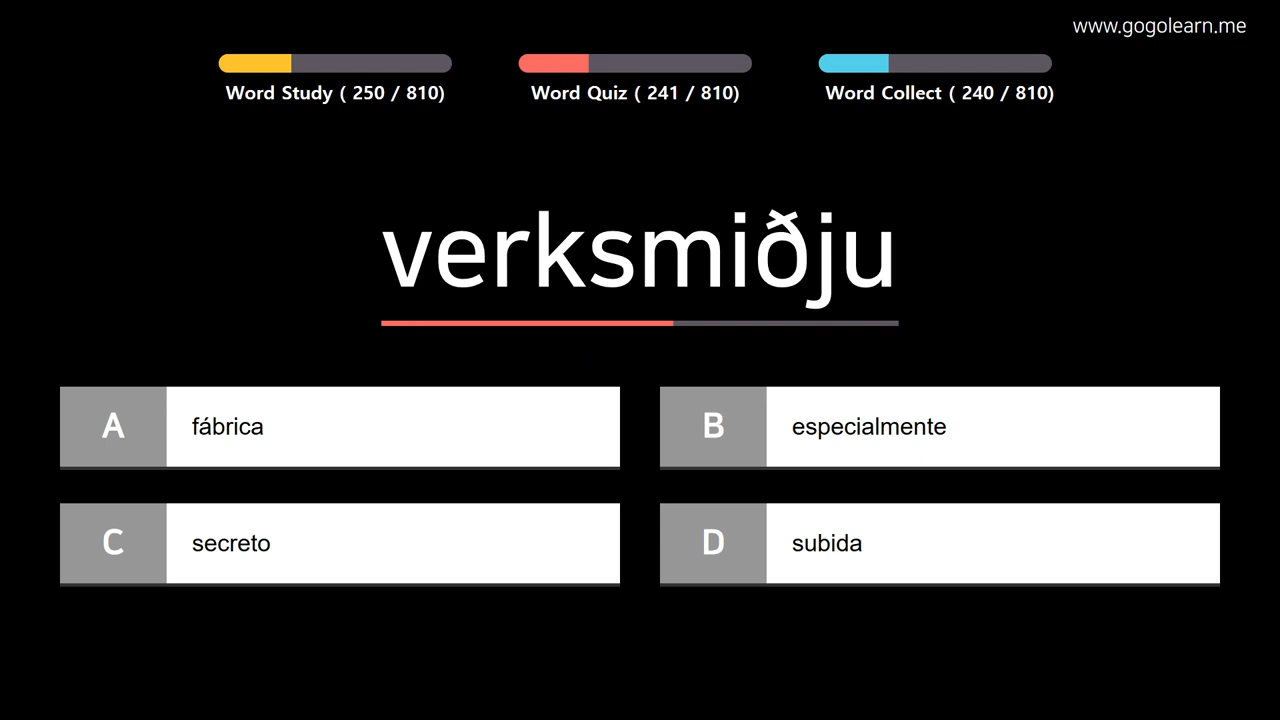 www.gogolearn.me
Word Study ( 250 / 810)
Word Quiz ( 241 / 810)
Word Collect ( 240 / 810)
verksmiðju
A fábrica
B especialmente
C secreto
D subida